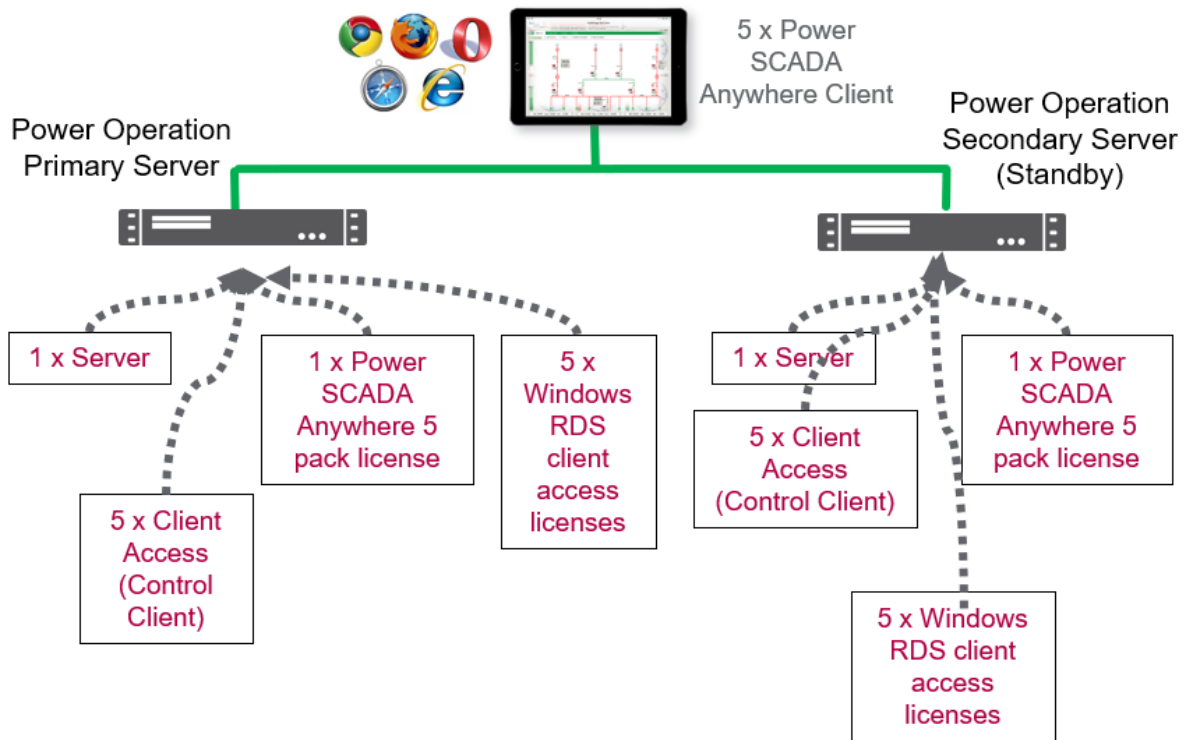 5 x Power
SCADA
Anywhere Client
Power Operation
Primary Server
Power Operation
Secondary Server
(Standby)
1 x Server
1 x Power
SCADA
Anywhere 5
pack license
5 x
Windows
RDS
client
access
licenses
5 x Client
Access
(Control
Client)
1 x Server
5 x Client
Access
(Control Client)
1 x Power
SCADA
Anywhere 5
pack license
5 x Windows
RDS client
access
licenses